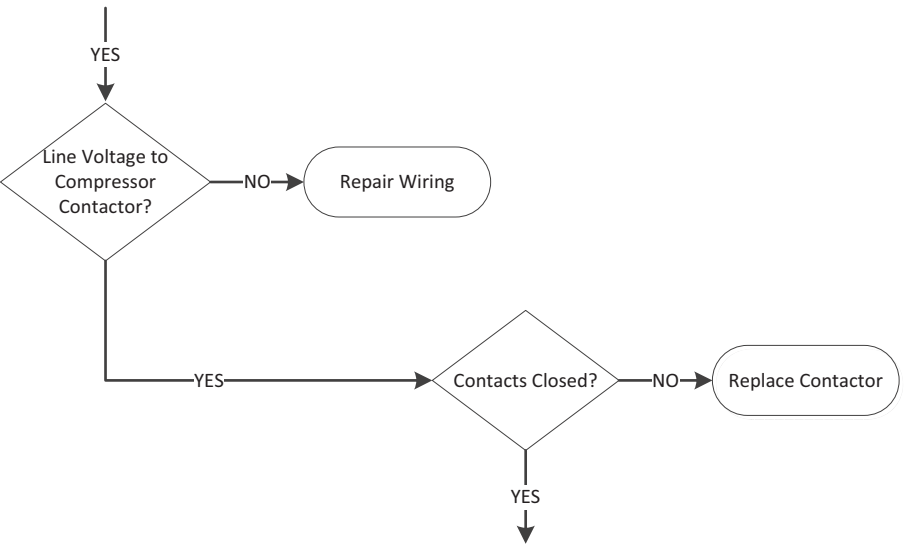 YES
Line Voltage to
Compressor
Contactor?
NO
Repair Wiring
YES
Contacts Closed?
NO
Replace Contactor
YES